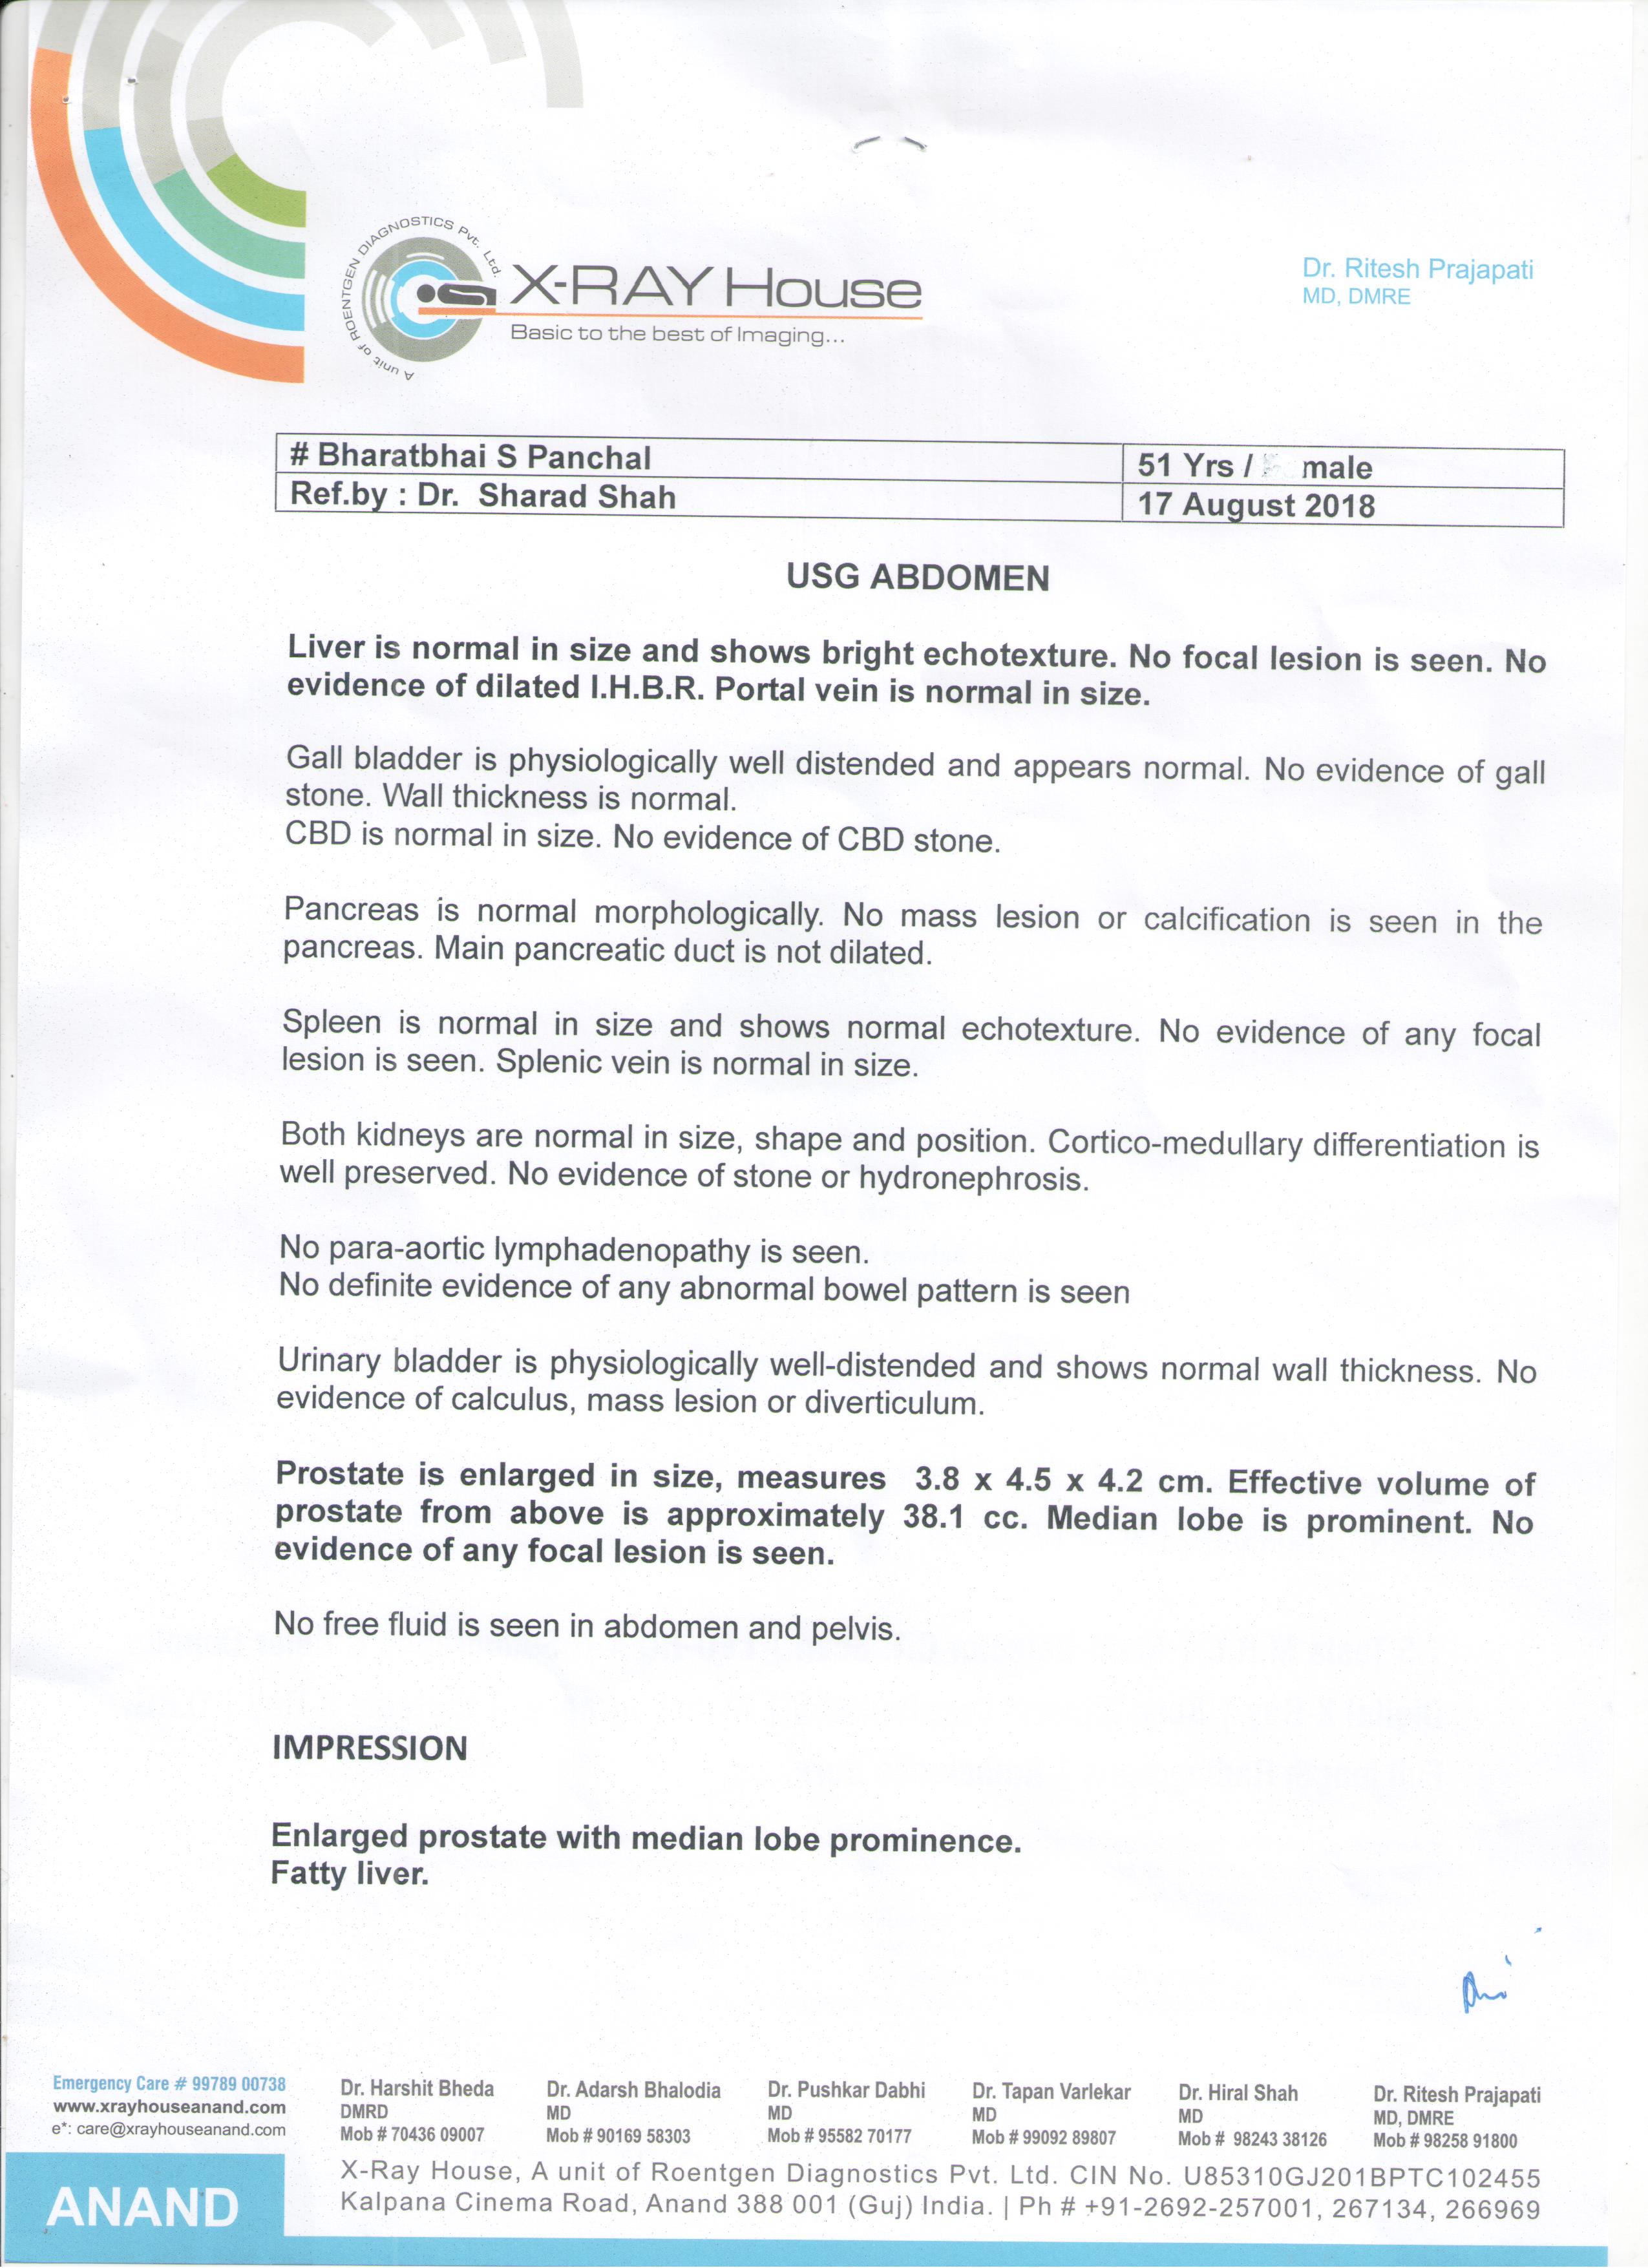 A unit of ROENTGEN DIAGNOSTICS Pvt. Ltd.
X-RAY House
Basic to the best of Imaging...
Dr. Ritesh Prajapati
MD, DMRE
# Bharatbhai S Panchal
51 Yrs / male
Ref.by : Dr. Sharad Shah
17 August 2018
USG ABDOMEN
Liver is normal in size and shows bright echotexture. No focal lesion is seen. No
evidence of dilated I.H.B.R. Portal vein is normal in size.
Gall bladder is physiologically well distended and appears normal. No evidence of gall
stone. Wall thickness is normal.
CBD is normal in size. No evidence of CBD stone.
Pancreas is normal morphologically. No mass lesion or calcification is seen in the
pancreas. Main pancreatic duct is not dilated.
Spleen is normal in size and shows normal echotexture. No evidence of any focal
lesion is seen. Splenic vein is normal in size.
Both kidneys are normal in size, shape and position. Cortico-medullary differentiation is
well preserved. No evidence of stone or hydronephrosis.
No para-aortic lymphadenopathy is seen.
No definite evidence of any abnormal bowel pattern is seen
Urinary bladder is physiologically well-distended and shows normal wall thickness. No
evidence of calculus, mass lesion or diverticulum.
Prostate is enlarged in size, measures 3.8 x 4.5 x 4.2 cm. Effective volume of
prostate from above is approximately 38.1 cc. Median lobe is prominent. No
evidence of any focal lesion is seen.
No free fluid is seen in abdomen and pelvis.
IMPRESSION
Enlarged prostate with median lobe prominence.
Fatty liver.
Emergency Care # 99789 00738
www.xrayhouseanand.com
e*: care@xrayhouseanand.com
Dr. Harshit Bheda
DMRD
Mob # 70436 09007
Dr. Adarsh Bhalodia
MD
Mob # 90169 58303
Dr. Pushkar Dabhi
MD
Mob # 95582 70177
Dr. Tapan Varlekar
MD
Mob # 99092 89807
Dr. Hiral Shah
MD
Mob # 98243 38126
Dr. Ritesh Prajapati
MD, DMRE
Mob # 98258 91800
ANAND
X-Ray House, A unit of Roentgen Diagnostics Pvt. Ltd. CIN No. U85310GJ201BPTC102455
Kalpana Cinema Road, Anand 388 001 (Guj) India. | Ph # +91-2692-257001, 267134, 266969